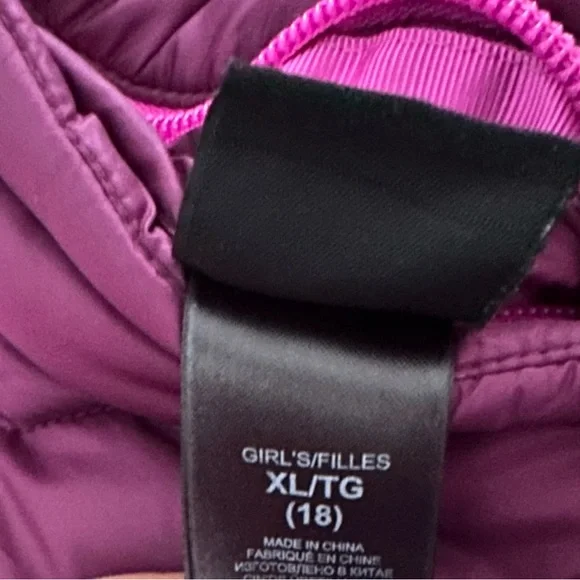 GIRL'S/FILLES
XL/TG
(18)
MADE IN CHINA
FABRIQUÉ EN CHINE
ИЗГОТОВЛЕНО В КИТАЕ